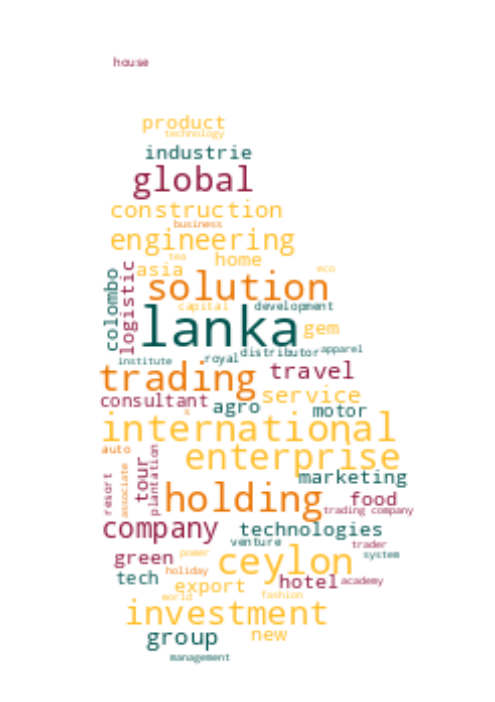 house
product
technology
industrie
global
construction
business
engineering
tea
home
asia
eco
colombo
logistic
solution
capital
development
lanka
gem
distributor
apparel
institute
royal
travel
trading
service
consultant
agro
motor
s
international
auto
enterprise
resort
associate
tour
plantation
marketing
holding
food
trading company
company
technologies
venture
trader
green
power
ceylon
system
tech
holiday
export
hotel
academy
world
fashion
investment
group
new
management